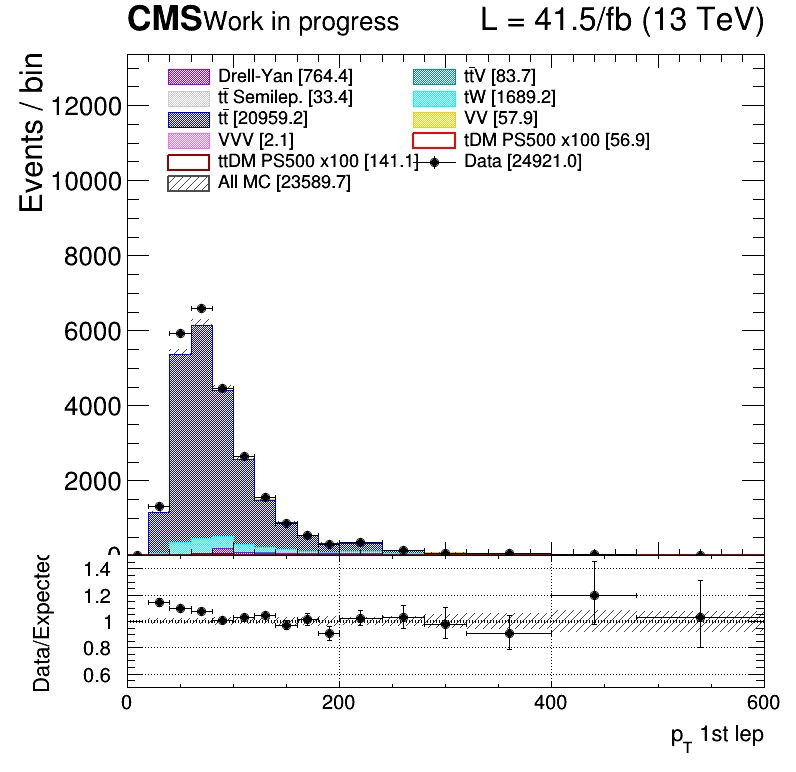 CMS Work in progress L = 41.5/fb (13 TeV)
Drell-Yan [764.4] tt̄V [83.7]
tt̄ Semilep. [33.4] tW [1689.2]
tt̄ [20959.2] VV [57.9]
VVV [2.1] tDM PS500 x100 [56.9]
ttDM PS500 x100 [141.1] Data [24921.0]
All MC [23589.7]
Events / bin
12000
10000
8000
6000
4000
2000
0
Data/Expected
1.4
1.2
1
0.8
0.6
0 200 400 600
p_T 1st lep